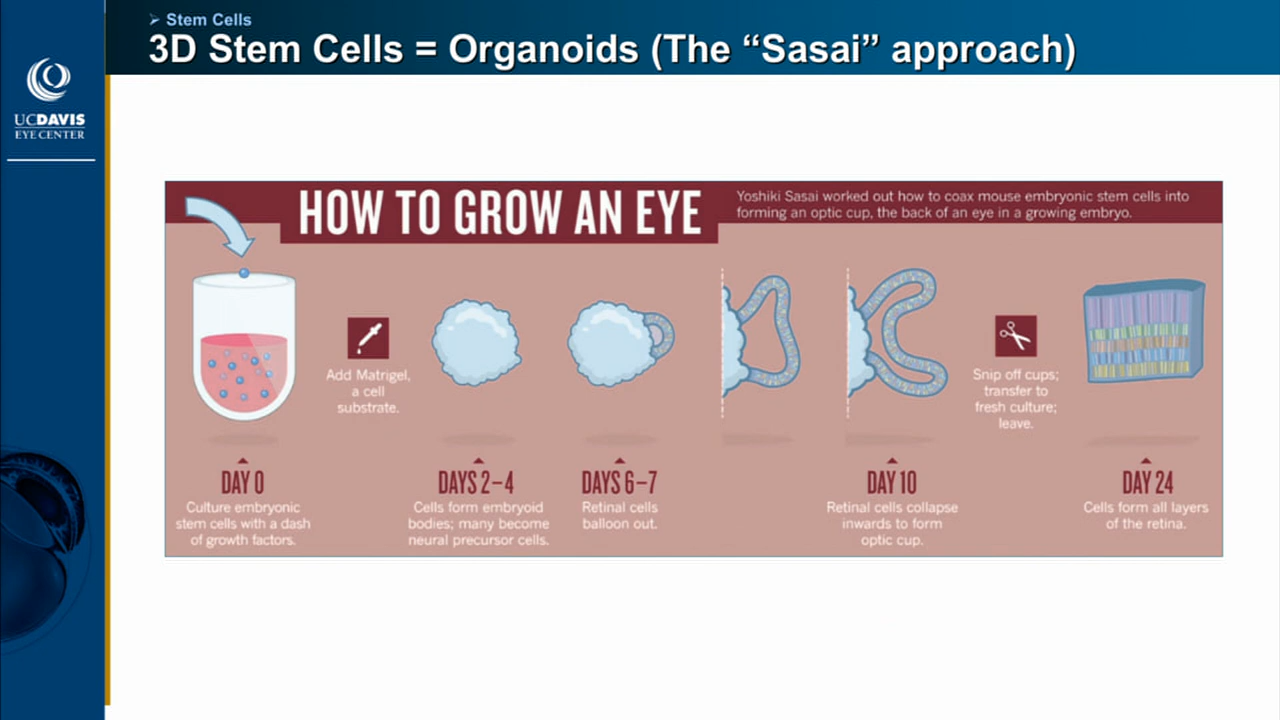 ➢ Stem Cells
3D Stem Cells = Organoids (The “Sasai” approach)
UCDAVIS
EYE CENTER
HOW TO GROW AN EYE
Yoshiki Sasai worked out how to coax mouse embryonic stem cells into
forming an optic cup, the back of an eye in a growing embryo.
Add Matrigel,
a cell
substrate.
Snip off cups;
transfer to
fresh culture;
leave.
DAY 0
Culture embryonic
stem cells with a dash
of growth factors.
DAYS 2–4
Cells form embryoid
bodies; many become
neural precursor cells.
DAYS 6–7
Retinal cells
balloon out.
DAY 10
Retinal cells collapse
inwards to form
optic cup.
DAY 24
Cells form all layers
of the retina.